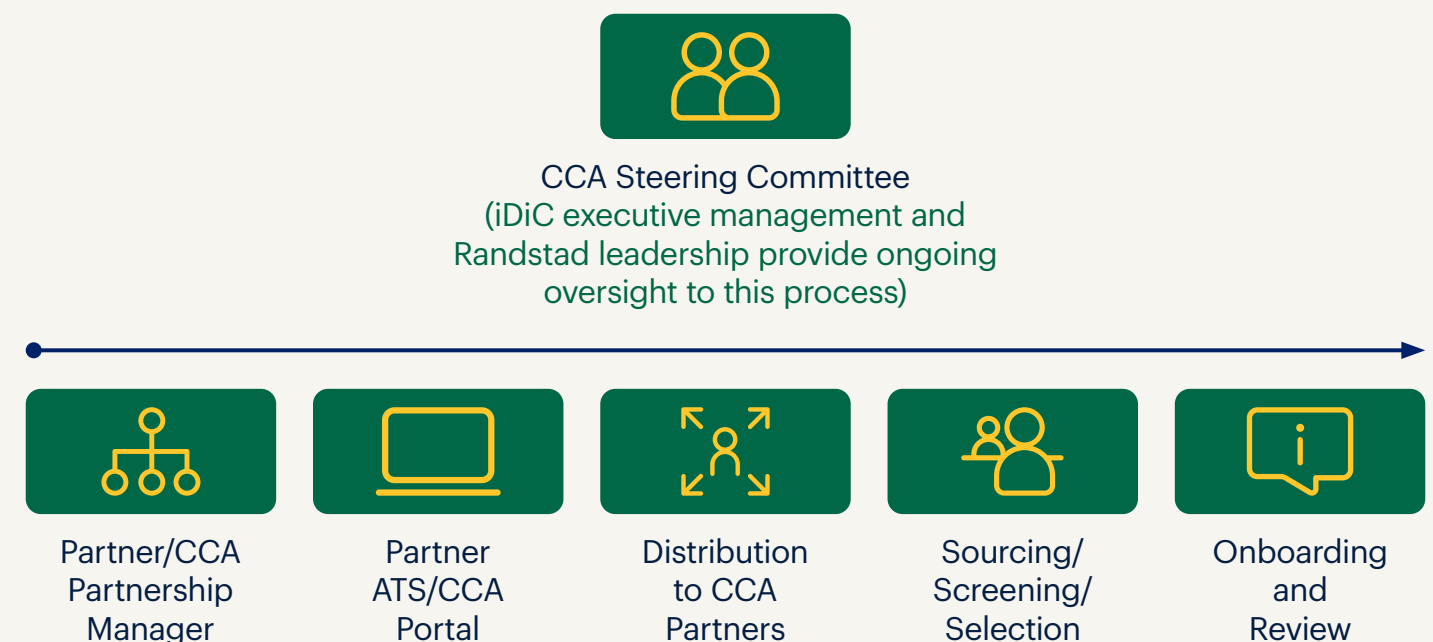 CCA Steering Committee
(iDiC executive management and
Randstad leadership provide ongoing
oversight to this process)
Partner/CCA
Partnership
Manager
Partner
ATS/CCA
Portal
Distribution
to CCA
Partners
Sourcing/
Screening/
Selection
Onboarding
and
Review